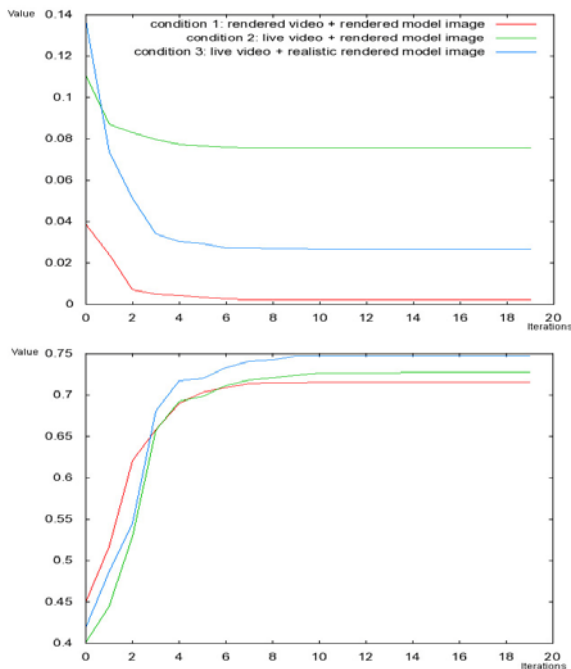 Value
0.14
condition 1: rendered video + rendered model image
condition 2: live video + rendered model image
condition 3: live video + realistic rendered model image
0.12
0.1
0.08
0.06
0.04
0.02
0
0 2 4 6 8 10 12 14 16 18 20
Iterations
Value
0.75
0.7
0.65
0.6
0.55
0.5
0.45
0.4
0 2 4 6 8 10 12 14 16 18 20
Iterations